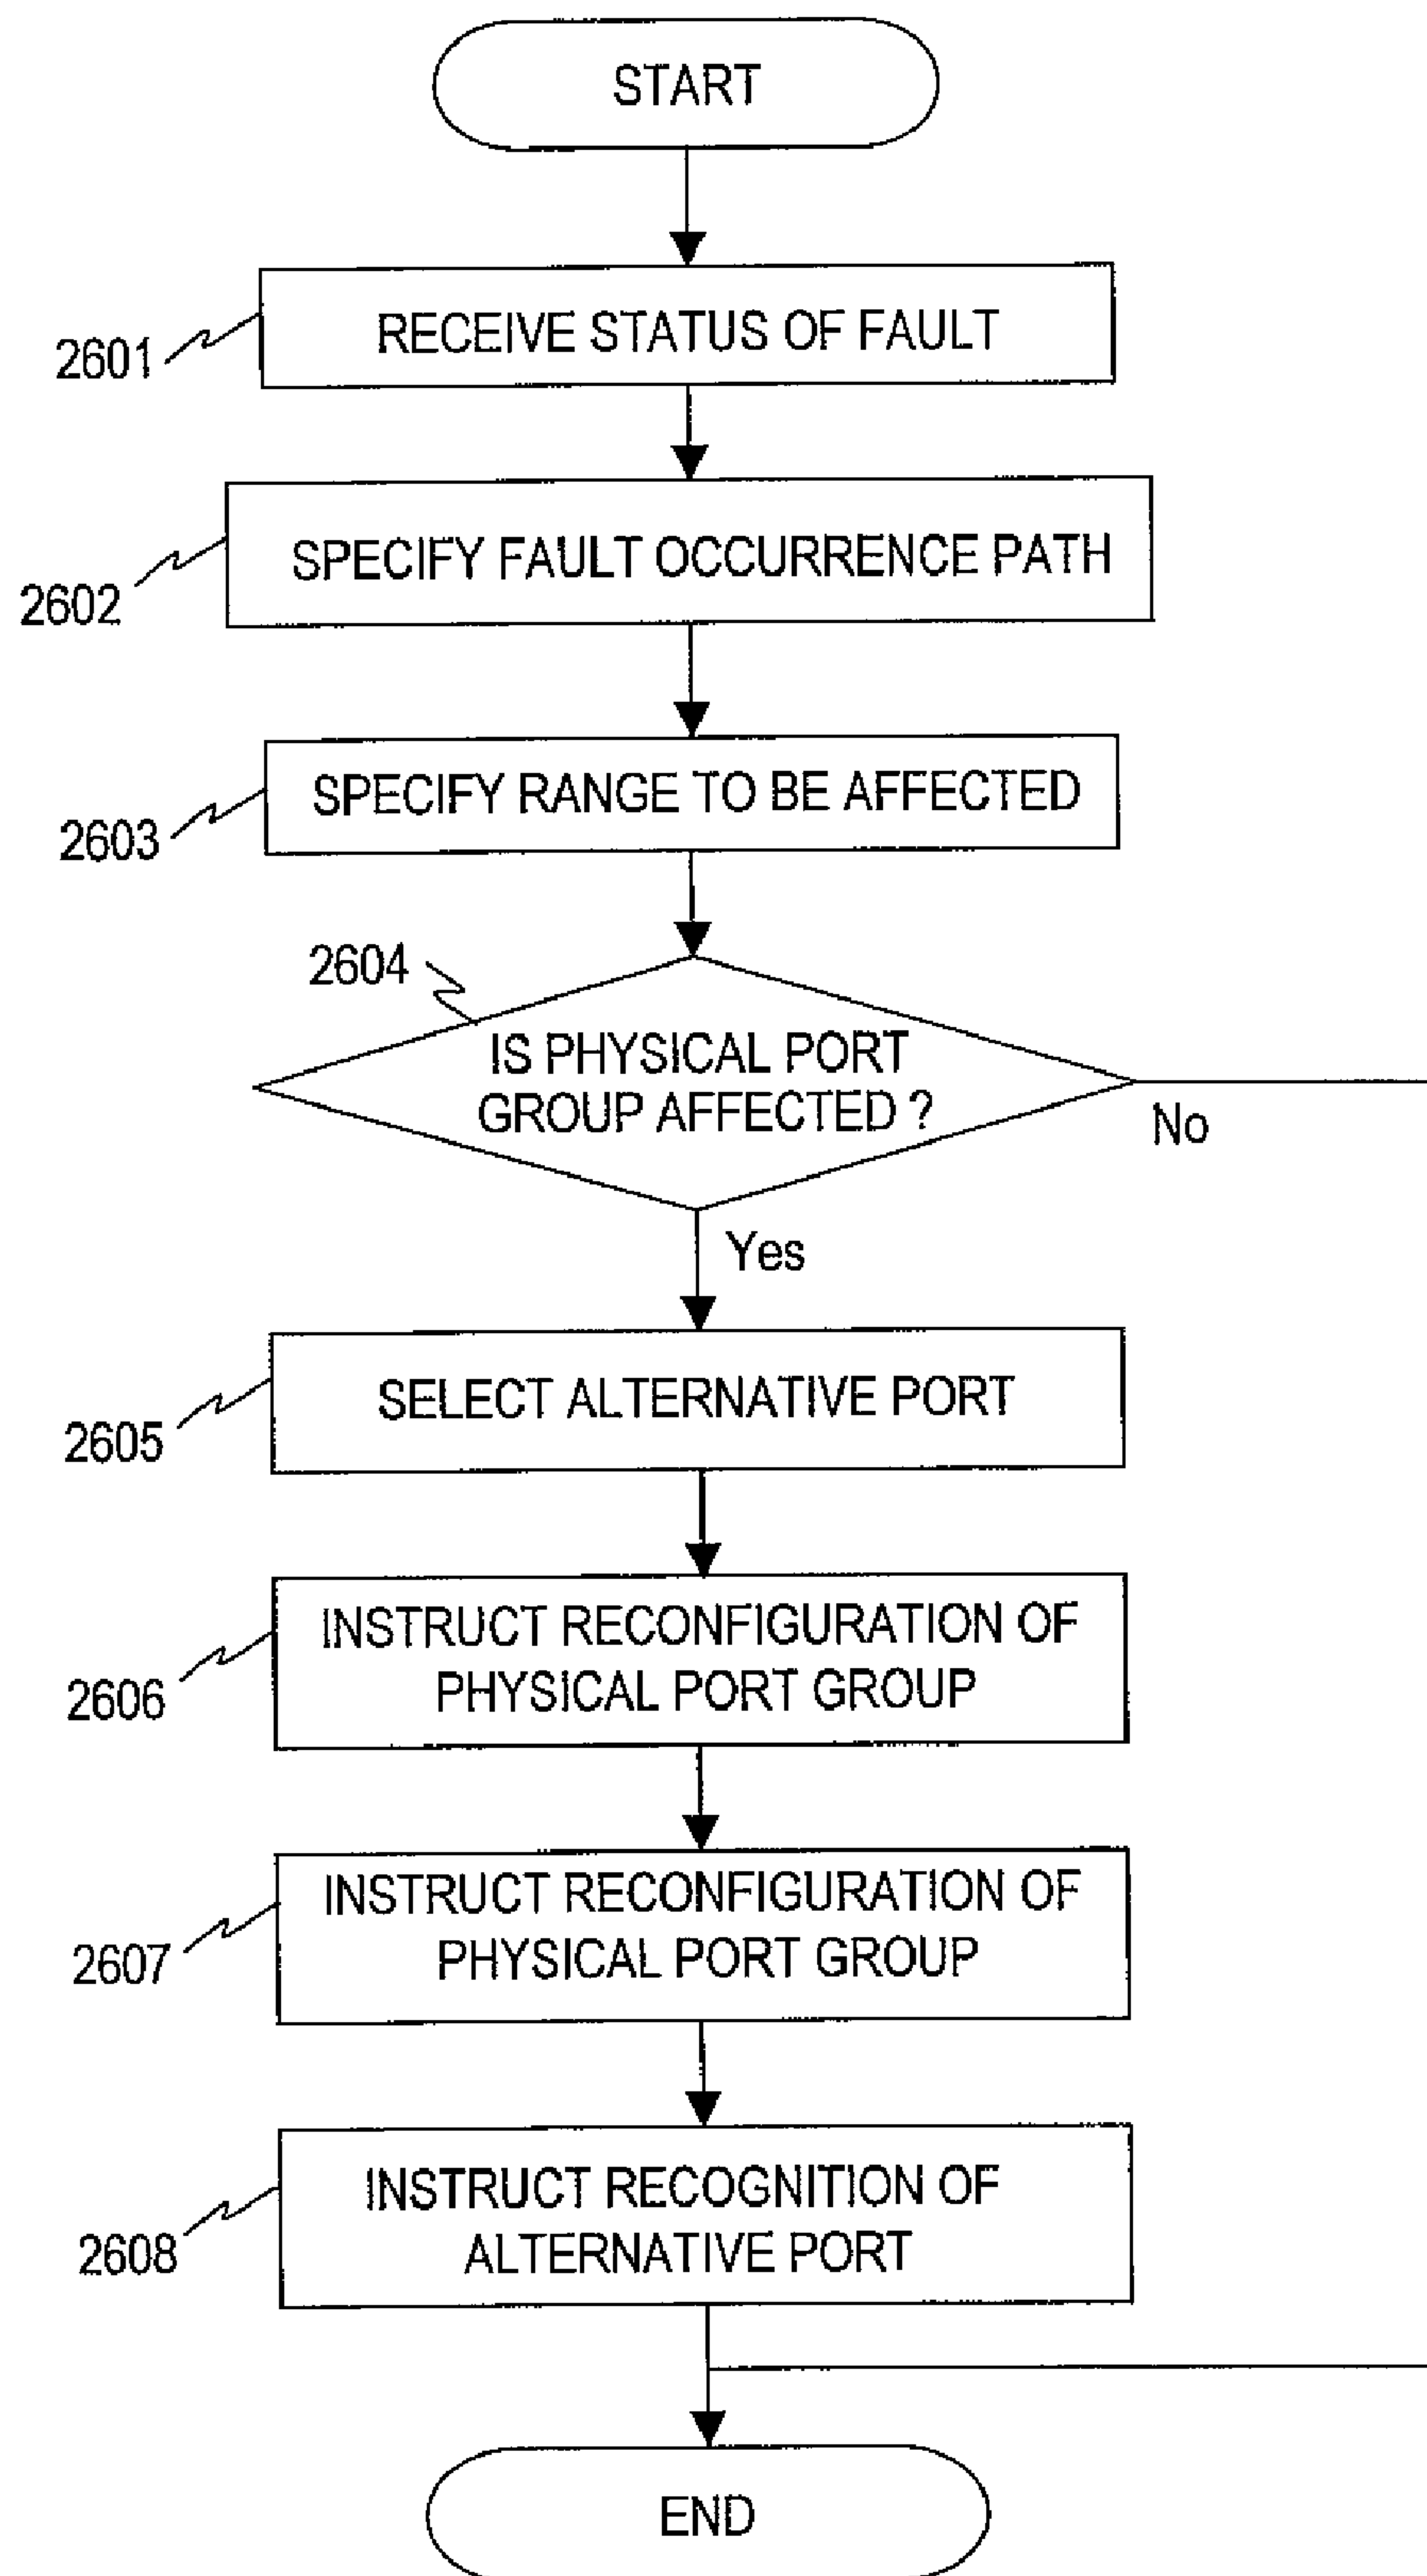 START
RECEIVE STATUS OF FAULT
2601
SPECIFY FAULT OCCURRENCE PATH
2602
SPECIFY RANGE TO BE AFFECTED
2603
2604
IS PHYSICAL PORT
GROUP AFFECTED ?
No
Yes
SELECT ALTERNATIVE PORT
2605
INSTRUCT RECONFIGURATION OF
PHYSICAL PORT GROUP
2606
INSTRUCT RECONFIGURATION OF
PHYSICAL PORT GROUP
2607
INSTRUCT RECOGNITION OF
ALTERNATIVE PORT
2608
END